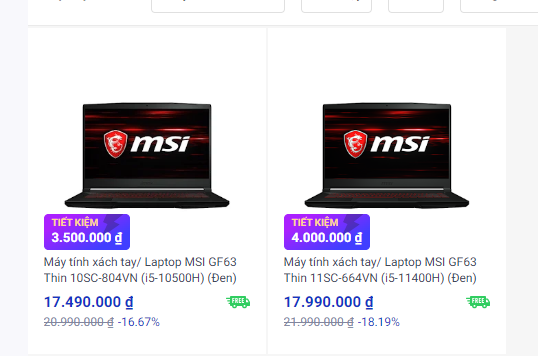 msi
TIẾT KIỆM
3.500.000 ₫
Máy tính xách tay/ Laptop MSI GF63
Thin 10SC-804VN (i5-10500H) (Đen)
17.490.000 ₫
FREE
20.990.000 ₫ -16.67%
msi
TIẾT KIỆM
4.000.000 ₫
Máy tính xách tay/ Laptop MSI GF63
Thin 11SC-664VN (i5-11400H) (Đen)
17.990.000 ₫
FREE
21.990.000 ₫ -18.19%